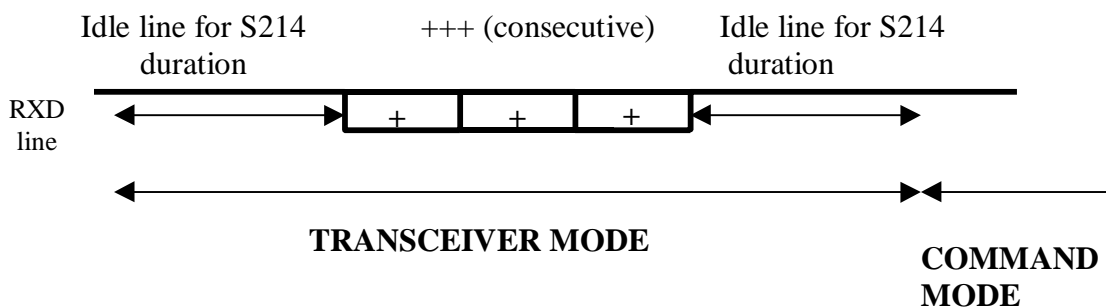 Idle line for S214
duration
+++ (consecutive)
Idle line for S214
duration
RXD
line
+ + +
TRANSCEIVER MODE
COMMAND
MODE